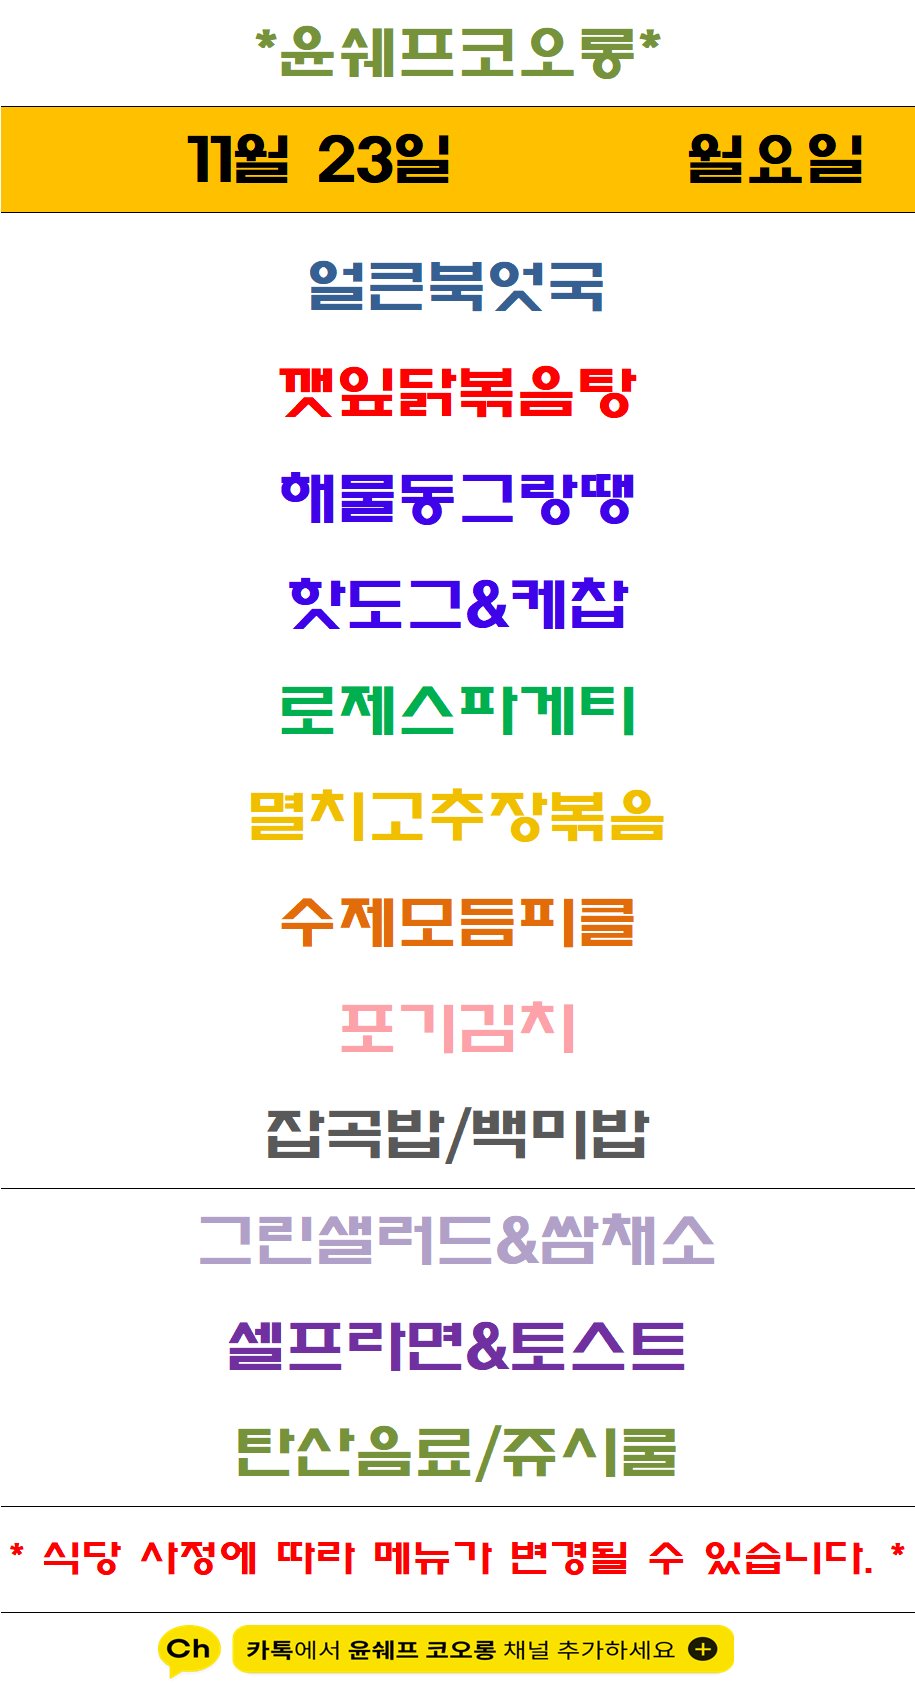 *윤쉐프코오롱*
11월 23일 월요일
얼큰북엇국
깻잎닭볶음탕
해물동그랑땡
핫도그&케찹
로제스파게티
멸치고추장볶음
수제모듬피클
포기김치
잡곡밥/백미밥
그린샐러드&쌈채소
셀프라면&토스트
탄산음료/쥬시쿨
* 식당 사정에 따라 메뉴가 변경될 수 있습니다. *
Ch 카톡에서 윤쉐프 코오롱 채널 추가하세요